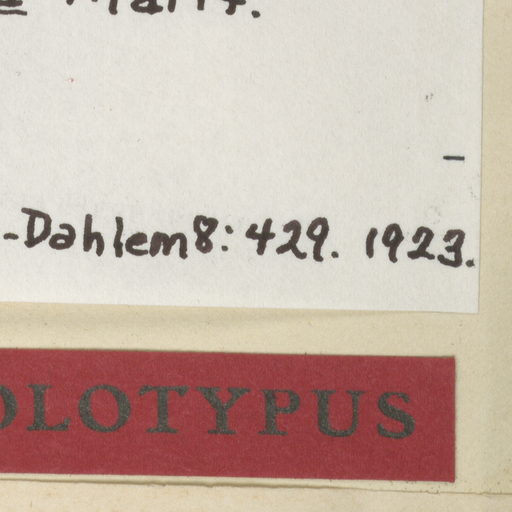 -Dahlem 8: 429. 1923.
OLOTYPUS